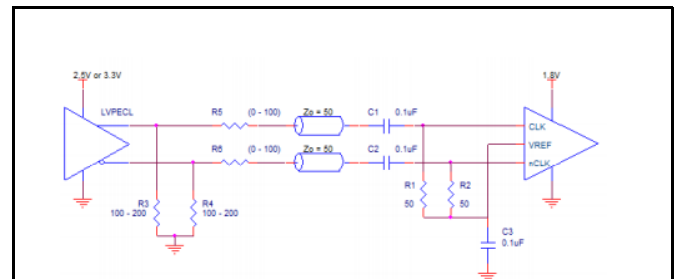 2.5V or 3.3V
1.8V
LVPECL
R5 (0 - 100) Zo = 50 C1 0.1uF
CLK
VREF
R6 (0 - 100) Zo = 50 C2 0.1uF
nCLK
R1 R2
50 50
R3 R4
100 - 200 100 - 200
C3
0.1uF